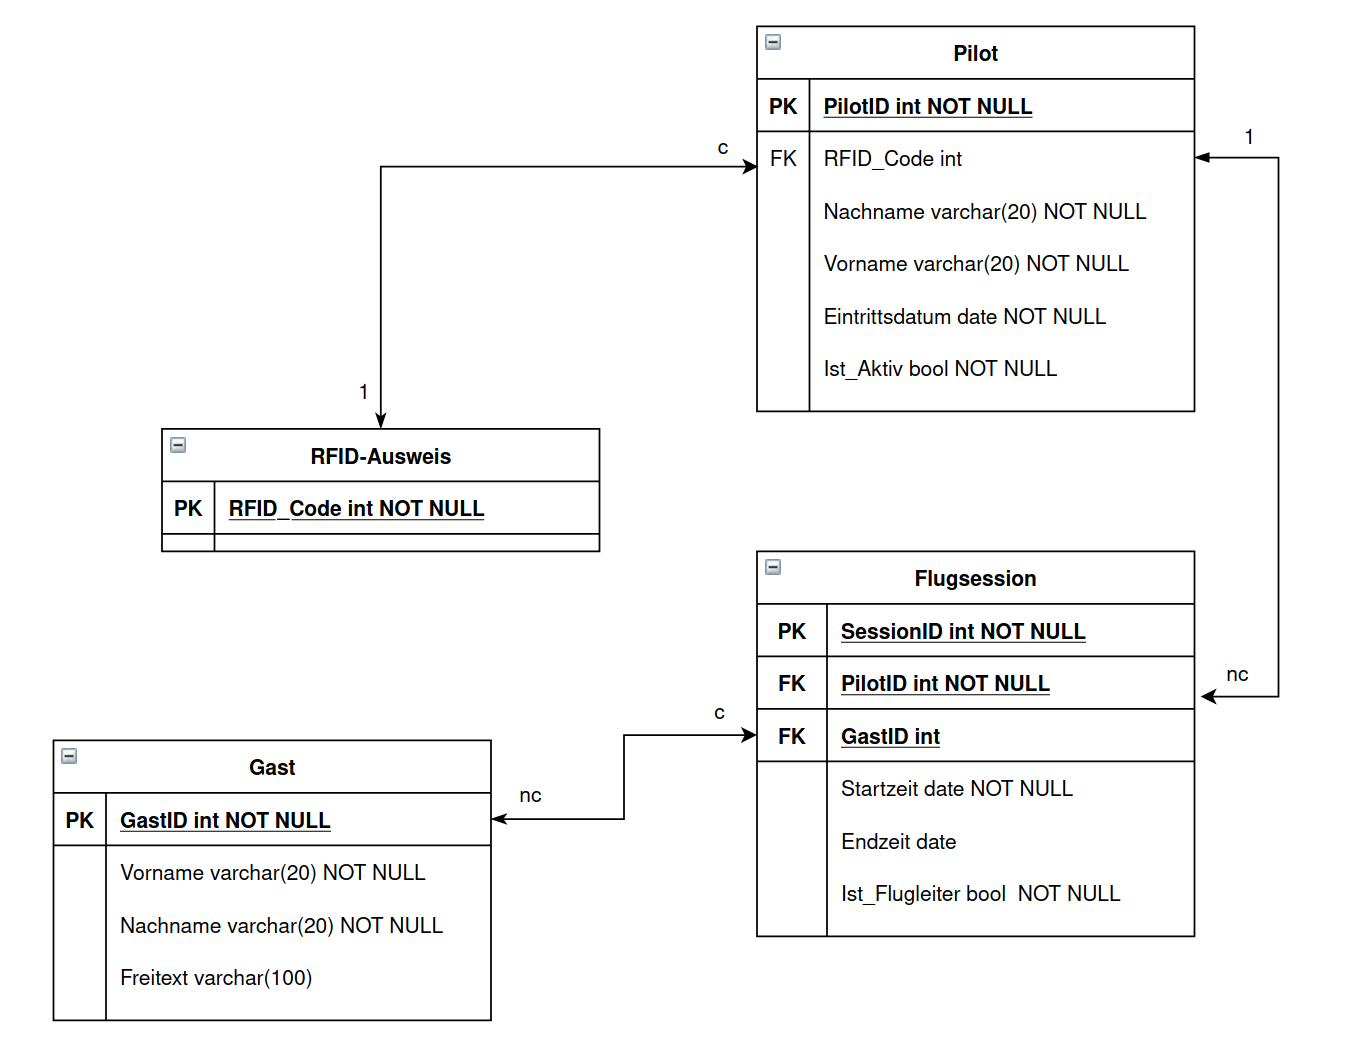 Pilot
PK PilotID int NOT NULL
FK RFID_Code int
Nachname varchar(20) NOT NULL
Vorname varchar(20) NOT NULL
Eintrittsdatum date NOT NULL
Ist_Aktiv bool NOT NULL
c
1
1
nc
RFID-Ausweis
PK RFID_Code int NOT NULL
Flugsession
PK SessionID int NOT NULL
FK PilotID int NOT NULL
FK GastID int
Startzeit date NOT NULL
Endzeit date
Ist_Flugleiter bool NOT NULL
c
nc
Gast
PK GastID int NOT NULL
Vorname varchar(20) NOT NULL
Nachname varchar(20) NOT NULL
Freitext varchar(100)